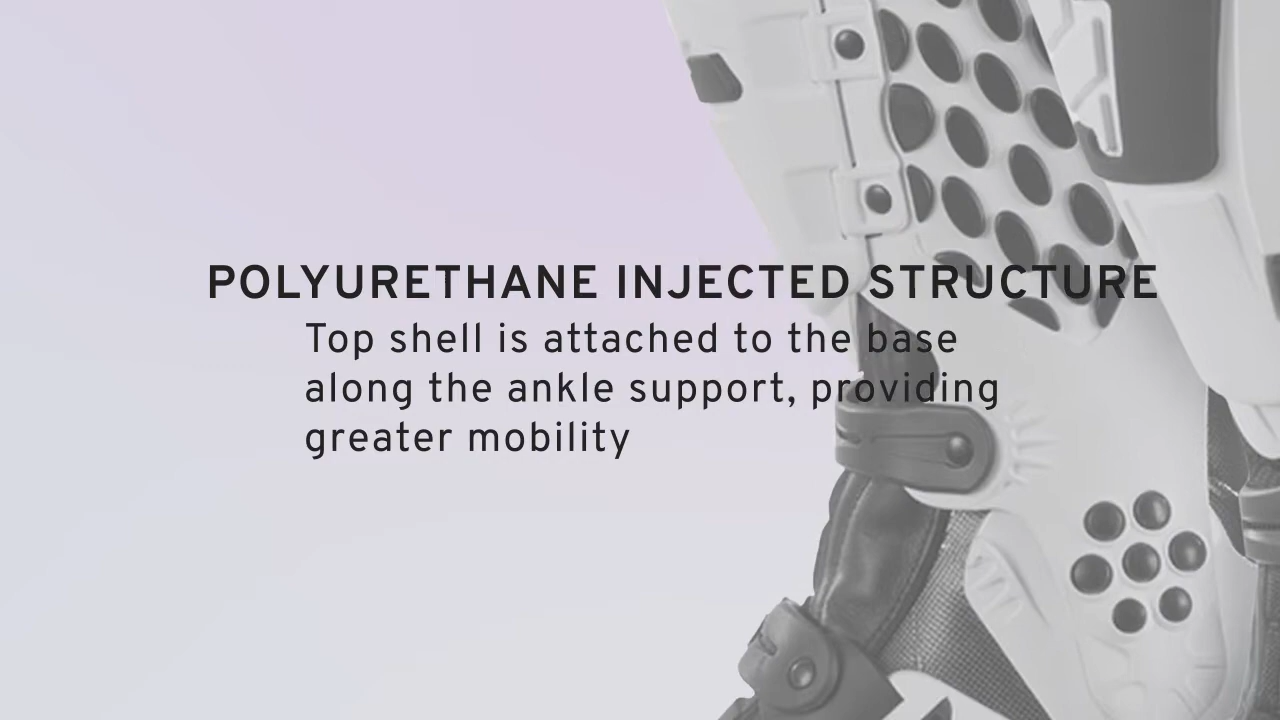 POLYURETHANE INJECTED STRUCTURE
Top shell is attached to the base
along the ankle support, providing
greater mobility